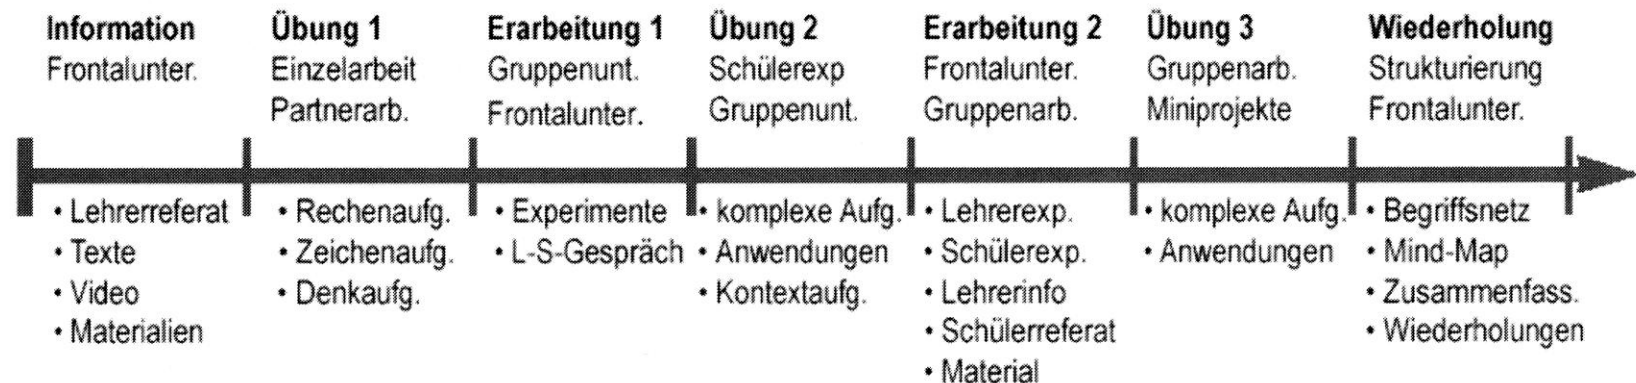 Information
Frontalunter.
Übung 1
Einzelarbeit
Partnerarb.
Erarbeitung 1
Gruppenunt.
Frontalunter.
Übung 2
Schülerexp
Gruppenunt.
Erarbeitung 2
Frontalunter.
Gruppenarb.
Übung 3
Gruppenarb.
Miniprojekte
Wiederholung
Strukturierung
Frontalunter.
• Lehrerreferat
• Texte
• Video
• Materialien
• Rechenaufg.
• Zeichenaufg.
• Denkaufg.
• Experimente
• L-S-Gespräch
• komplexe Aufg.
• Anwendungen
• Kontextaufg.
• Lehrerexp.
• Schülerexp.
• Lehrerinfo
• Schülerreferat
• Material
• komplexe Aufg.
• Anwendungen
• Begriffsnetz
• Mind-Map
• Zusammenfass.
• Wiederholungen